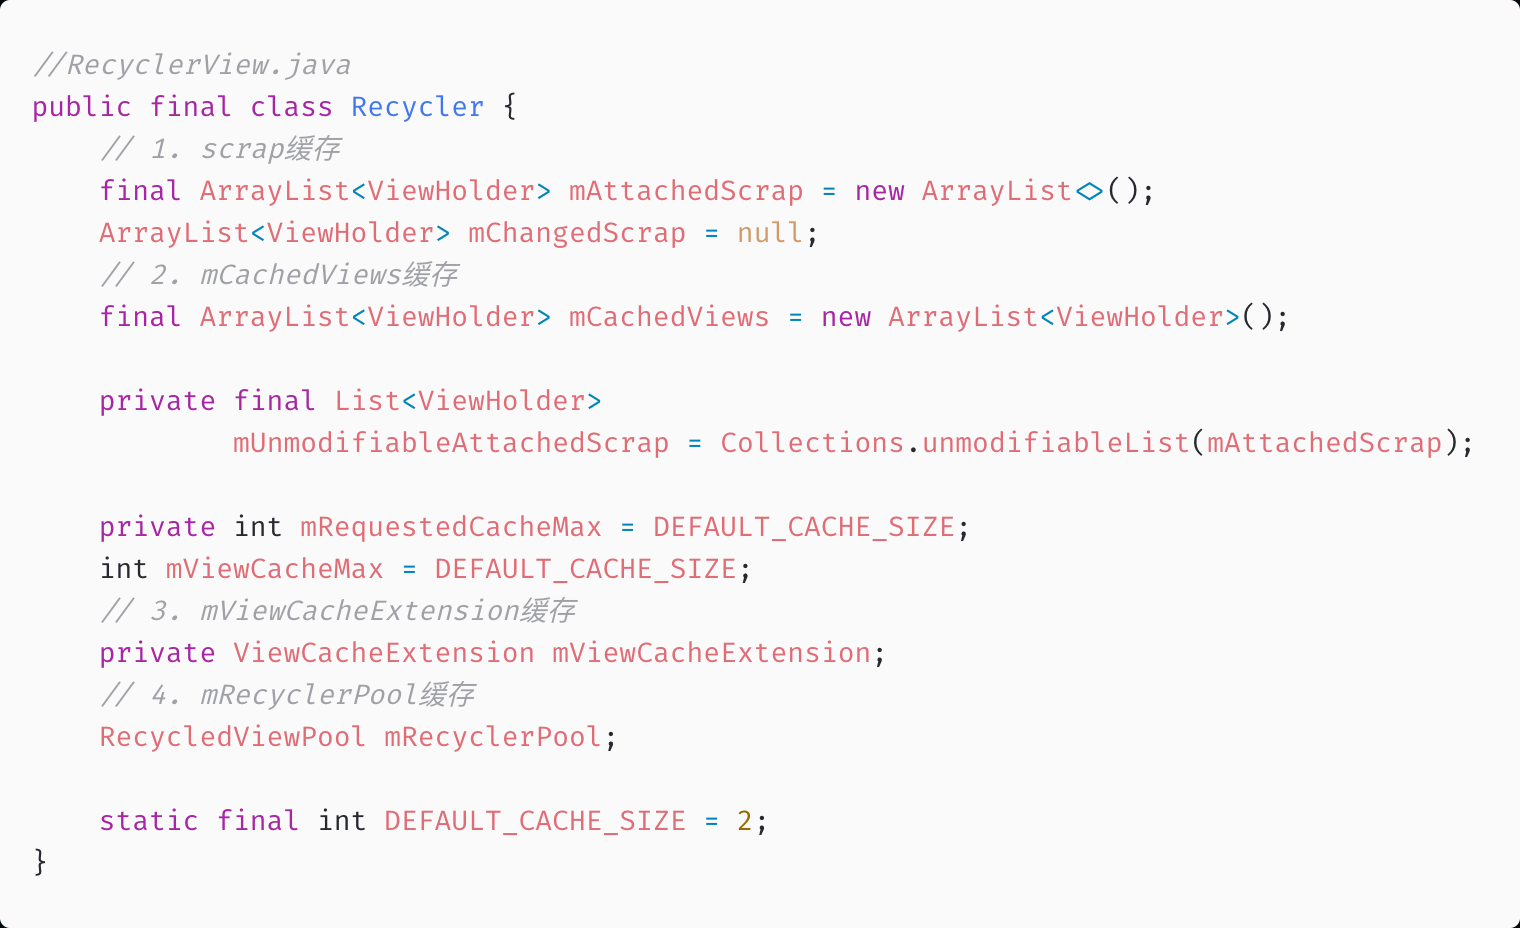 //RecyclerView.java
public final class Recycler {
    // 1. scrap缓存
    final ArrayList<ViewHolder> mAttachedScrap = new ArrayList<>();
    ArrayList<ViewHolder> mChangedScrap = null;
    // 2. mCachedViews缓存
    final ArrayList<ViewHolder> mCachedViews = new ArrayList<ViewHolder>();

    private final List<ViewHolder>
            mUnmodifiableAttachedScrap = Collections.unmodifiableList(mAttachedScrap);

    private int mRequestedCacheMax = DEFAULT_CACHE_SIZE;
    int mViewCacheMax = DEFAULT_CACHE_SIZE;
    // 3. mViewCacheExtension缓存
    private ViewCacheExtension mViewCacheExtension;
    // 4. mRecyclerPool缓存
    RecycledViewPool mRecyclerPool;

    static final int DEFAULT_CACHE_SIZE = 2;
}